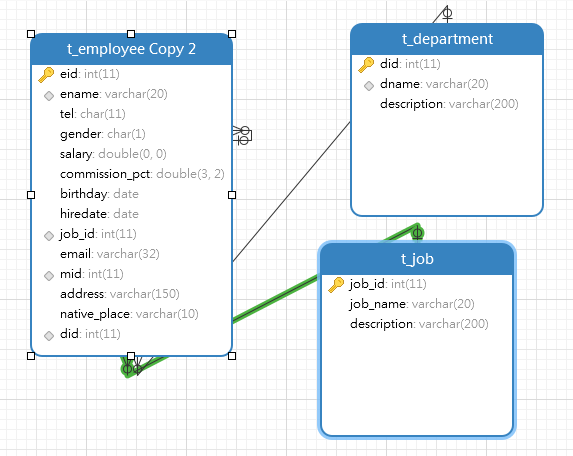 t_employee Copy 2
eid: int(11)
ename: varchar(20)
tel: char(11)
gender: char(1)
salary: double(0, 0)
commission_pct: double(3, 2)
birthday: date
hiredate: date
job_id: int(11)
email: varchar(32)
mid: int(11)
address: varchar(150)
native_place: varchar(10)
did: int(11)
t_department
did: int(11)
dname: varchar(20)
description: varchar(200)
t_job
job_id: int(11)
job_name: varchar(20)
description: varchar(200)